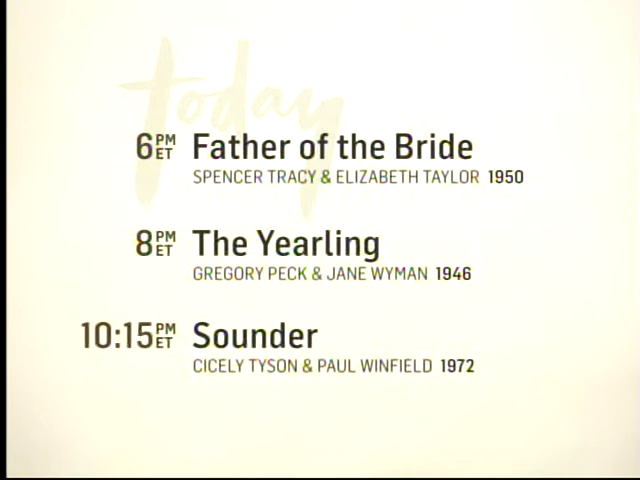 today
6PM ET Father of the Bride
SPENCER TRACY & ELIZABETH TAYLOR 1950
8PM ET The Yearling
GREGORY PECK & JANE WYMAN 1946
10:15PM ET Sounder
CICELY TYSON & PAUL WINFIELD 1972